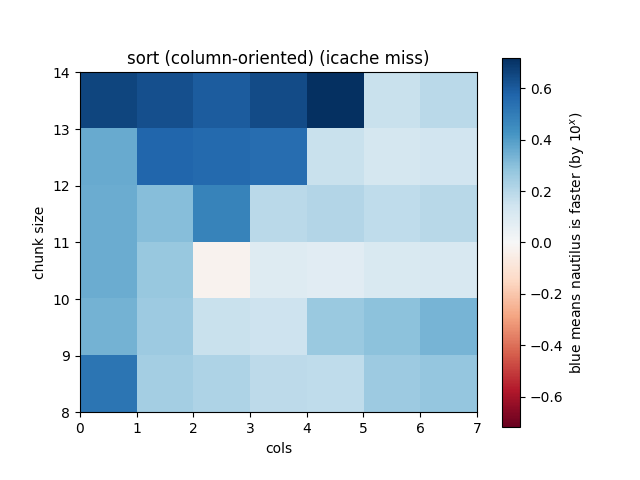 sort (column-oriented) (icache miss)
14
13
12
11
10
9
8
chunk size
0 1 2 3 4 5 6 7
cols
0.6
0.4
0.2
0.0
−0.2
−0.4
−0.6
blue means nautilus is faster (by 10^x)